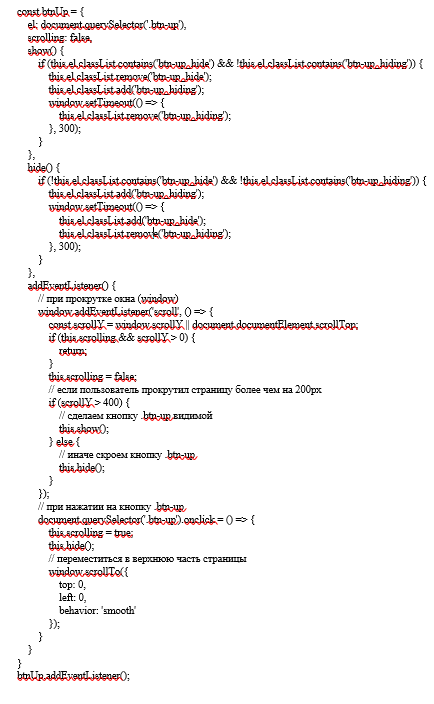 const btnUp = {
el: document.querySelector('.btn-up'),
scrolling: false,
show() {
if (this.el.classList.contains('btn-up_hide') && !this.el.classList.contains('btn-up_hiding')) {
this.el.classList.remove('btn-up_hide');
this.el.classList.add('btn-up_hiding');
window.setTimeout(() => {
this.el.classList.remove('btn-up_hiding');
}, 300);
}
},
hide() {
if (!this.el.classList.contains('btn-up_hide') && !this.el.classList.contains('btn-up_hiding')) {
this.el.classList.add('btn-up_hiding');
window.setTimeout(() => {
this.el.classList.add('btn-up_hide');
this.el.classList.remove('btn-up_hiding');
}, 300);
}
},
addEventListener() {
// при прокрутке окна (window)
window.addEventListener('scroll', () => {
const scrollY = window.scrollY || document.documentElement.scrollTop;
if (this.scrolling && scrollY > 0) {
return;
}
this.scrolling = false;
// если пользователь прокрутил страницу более чем на 200px
if (scrollY > 400) {
// сделаем кнопку .btn-up видимой
this.show();
} else {
// иначе скроем кнопку .btn-up
this.hide();
}
});
// при нажатии на кнопку .btn-up
document.querySelector('.btn-up').onclick = () => {
this.scrolling = true;
this.hide();
// переместиться в верхнюю часть страницы
window.scrollTo({
top: 0,
left: 0,
behavior: 'smooth'
});
}
}
}
btnUp.addEventListener();